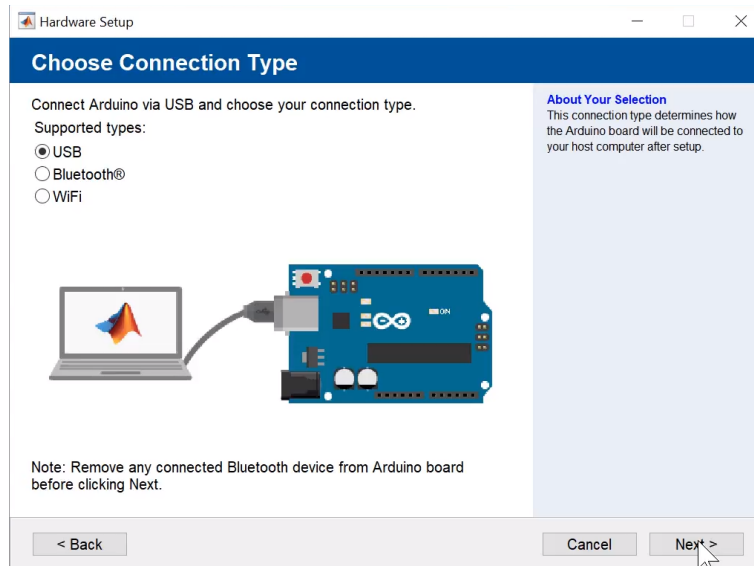 Hardware Setup
Choose Connection Type
Connect Arduino via USB and choose your connection type.
Supported types:
USB
Bluetooth®
WiFi
ON
Note: Remove any connected Bluetooth device from Arduino board
before clicking Next.
About Your Selection
This connection type determines how
the Arduino board will be connected to
your host computer after setup.
< Back
Cancel
Next >